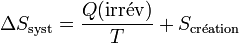 ΔS_syst = Q(irrév)/T + S_création